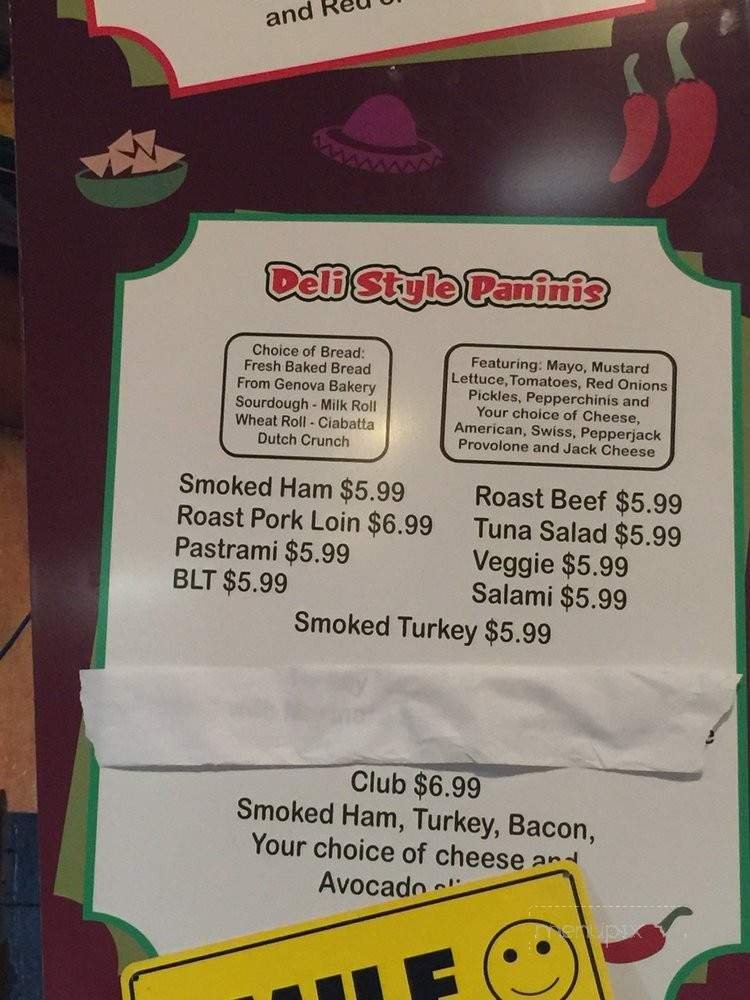 and Red
Deli Style Paninis
Choice of Bread:
Fresh Baked Bread
From Genova Bakery
Sourdough - Milk Roll
Wheat Roll - Ciabatta
Dutch Crunch
Featuring: Mayo, Mustard
Lettuce, Tomatoes, Red Onions
Pickles, Pepperchinis and
Your choice of Cheese,
American, Swiss, Pepperjack
Provolone and Jack Cheese
Smoked Ham $5.99
Roast Pork Loin $6.99
Pastrami $5.99
BLT $5.99
Roast Beef $5.99
Tuna Salad $5.99
Veggie $5.99
Salami $5.99
Smoked Turkey $5.99
Club $6.99
Smoked Ham, Turkey, Bacon,
Your choice of cheese and
Avocado
menupix